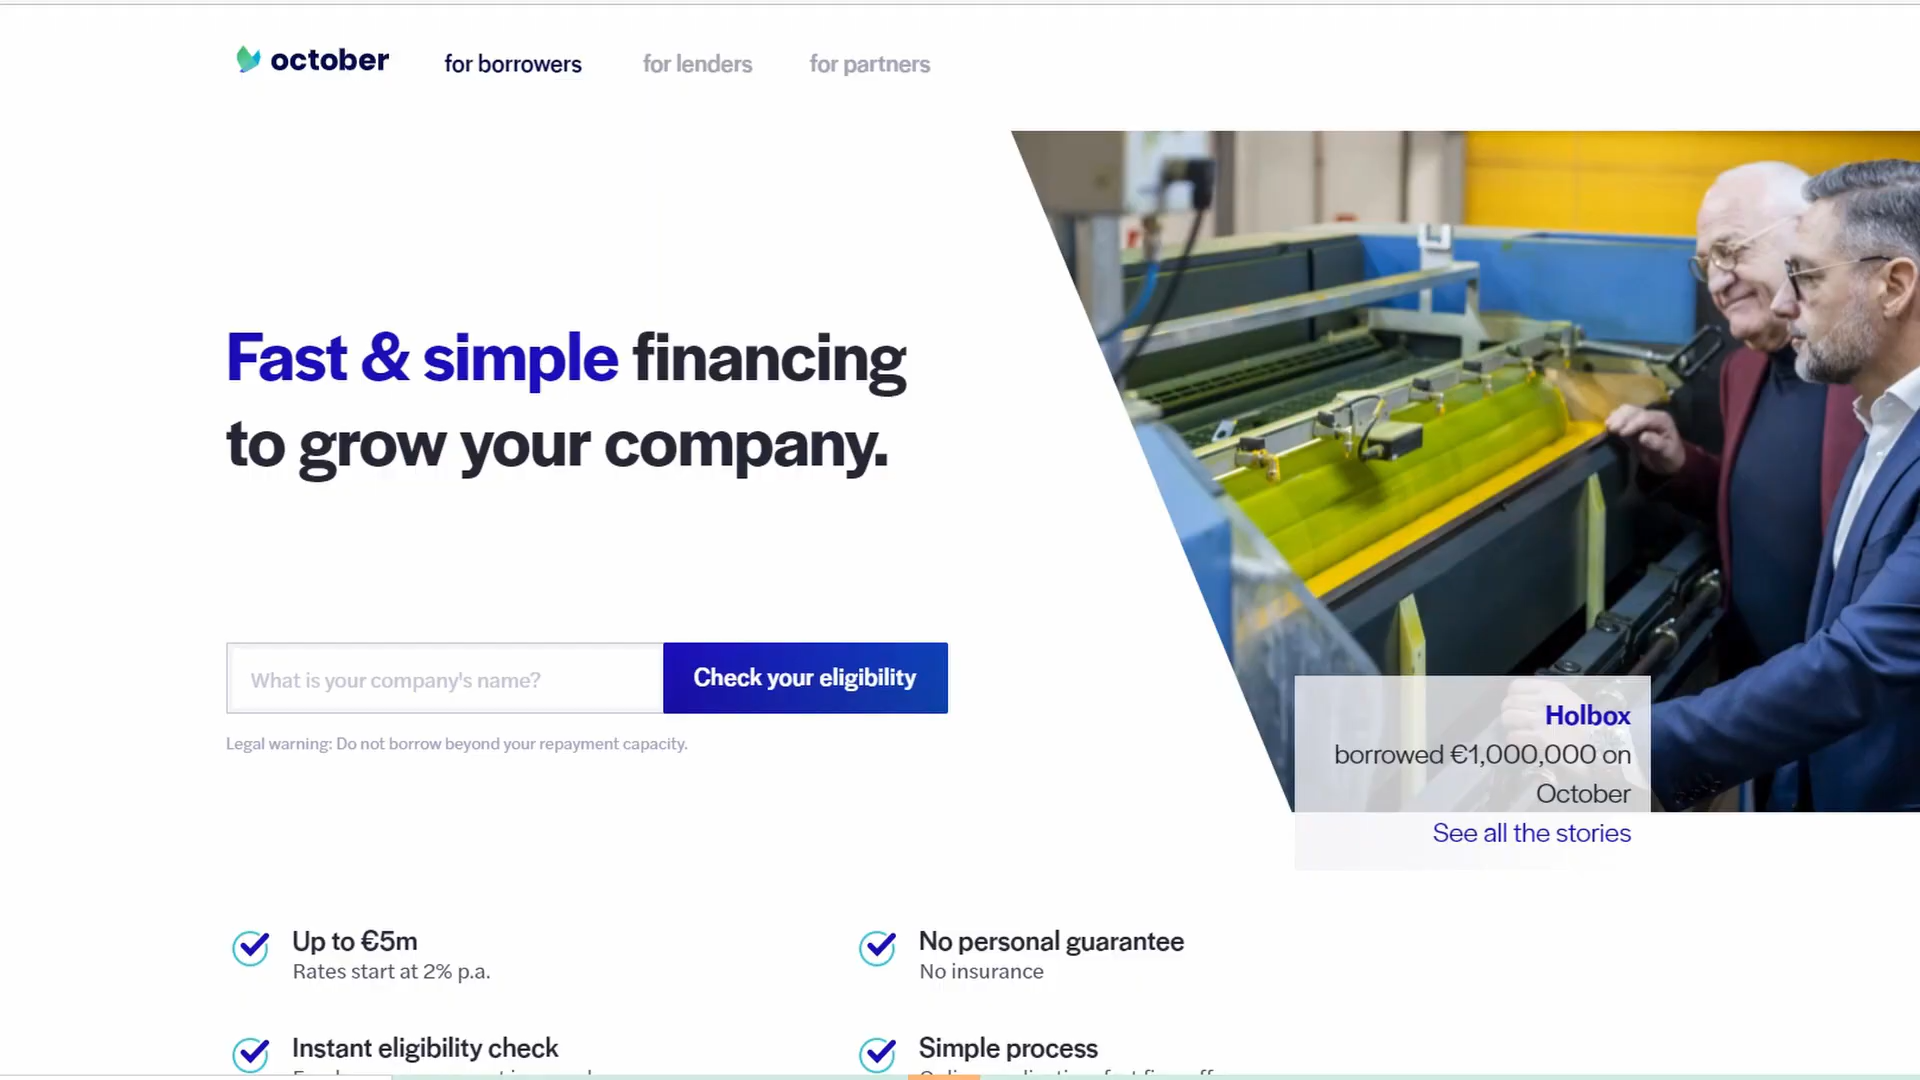 october
for borrowers
for lenders
for partners
Fast & simple financing
to grow your company.
What is your company's name?
Check your eligibility
Legal warning: Do not borrow beyond your repayment capacity.
Holbox
borrowed €1,000,000 on
October
See all the stories
Up to €5m
Rates start at 2% p.a.
No personal guarantee
No insurance
Instant eligibility check
Simple process